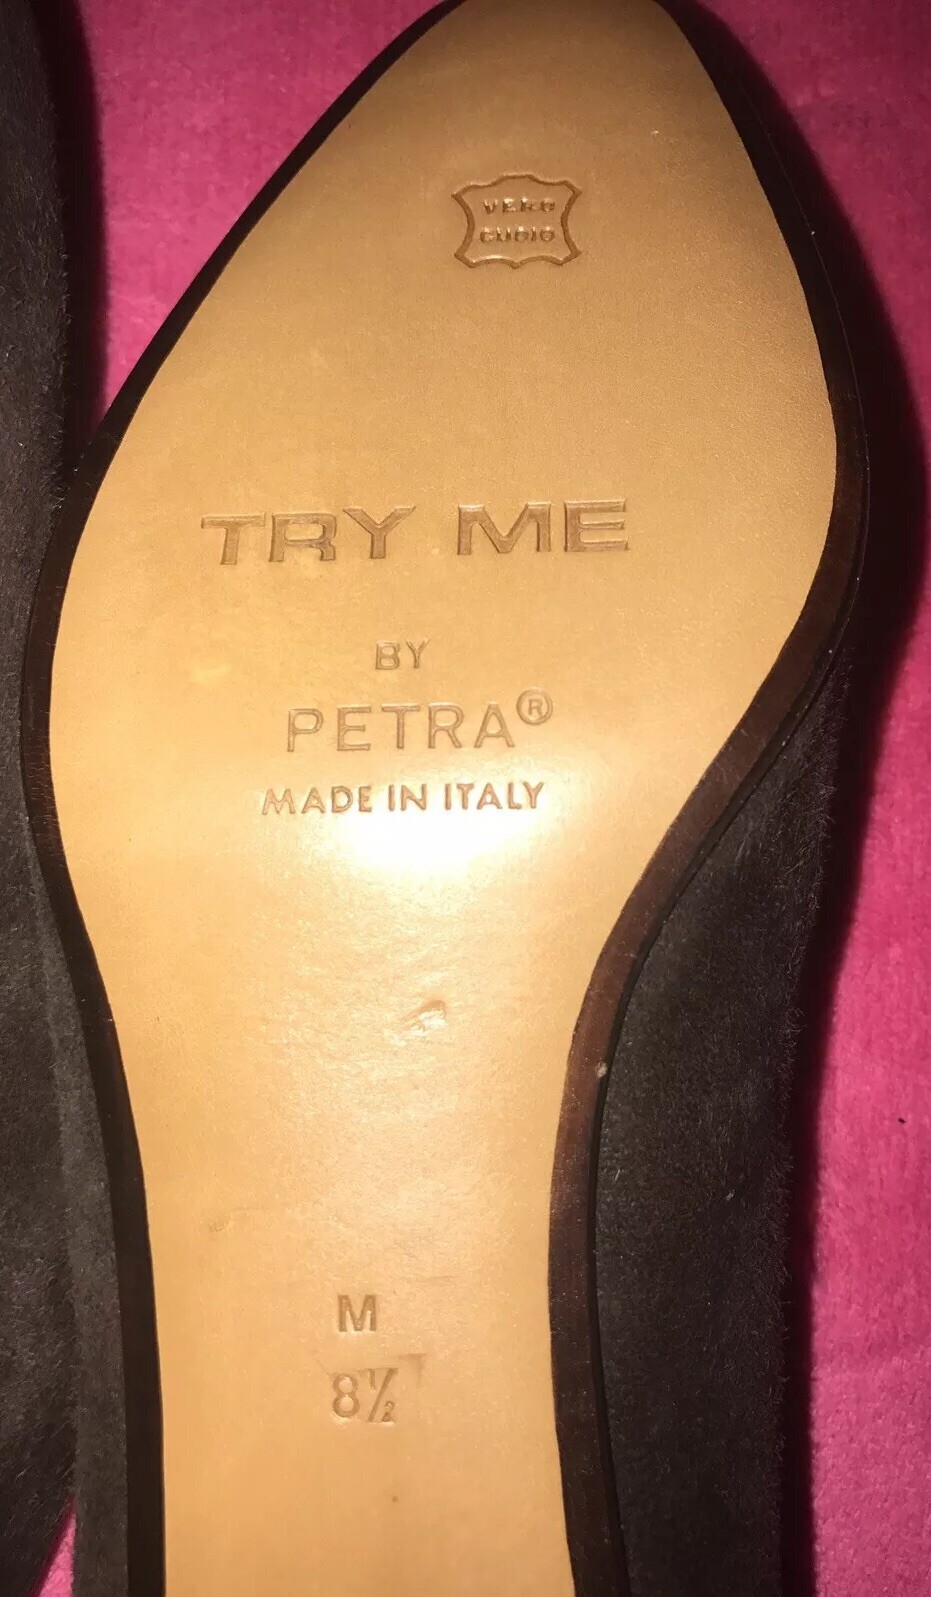 VERO
CUOIO
TRY ME
BY
PETRA®
MADE IN ITALY
M
8½